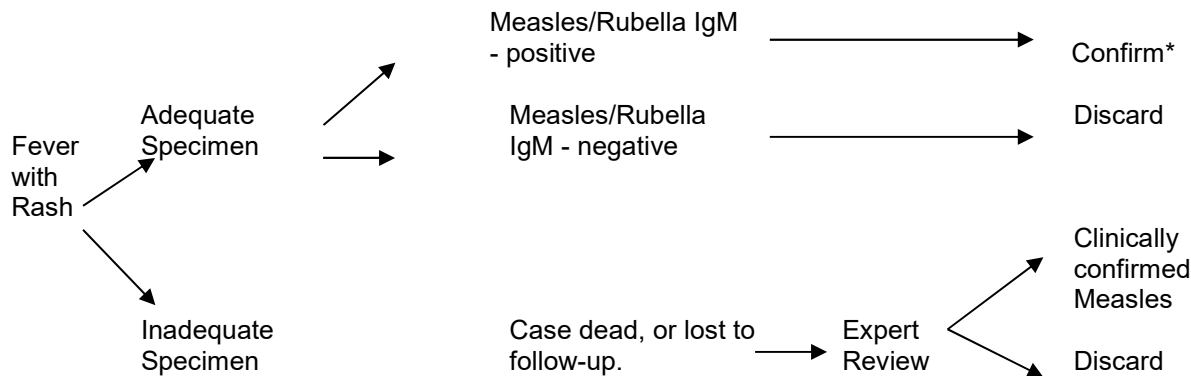 Measles/Rubella IgM
- positive
Confirm*
Adequate
Specimen
Measles/Rubella
IgM - negative
Discard
Fever
with
Rash
Clinically
confirmed
Measles
Inadequate
Specimen
Case dead, or lost to
follow-up.
Expert
Review
Discard